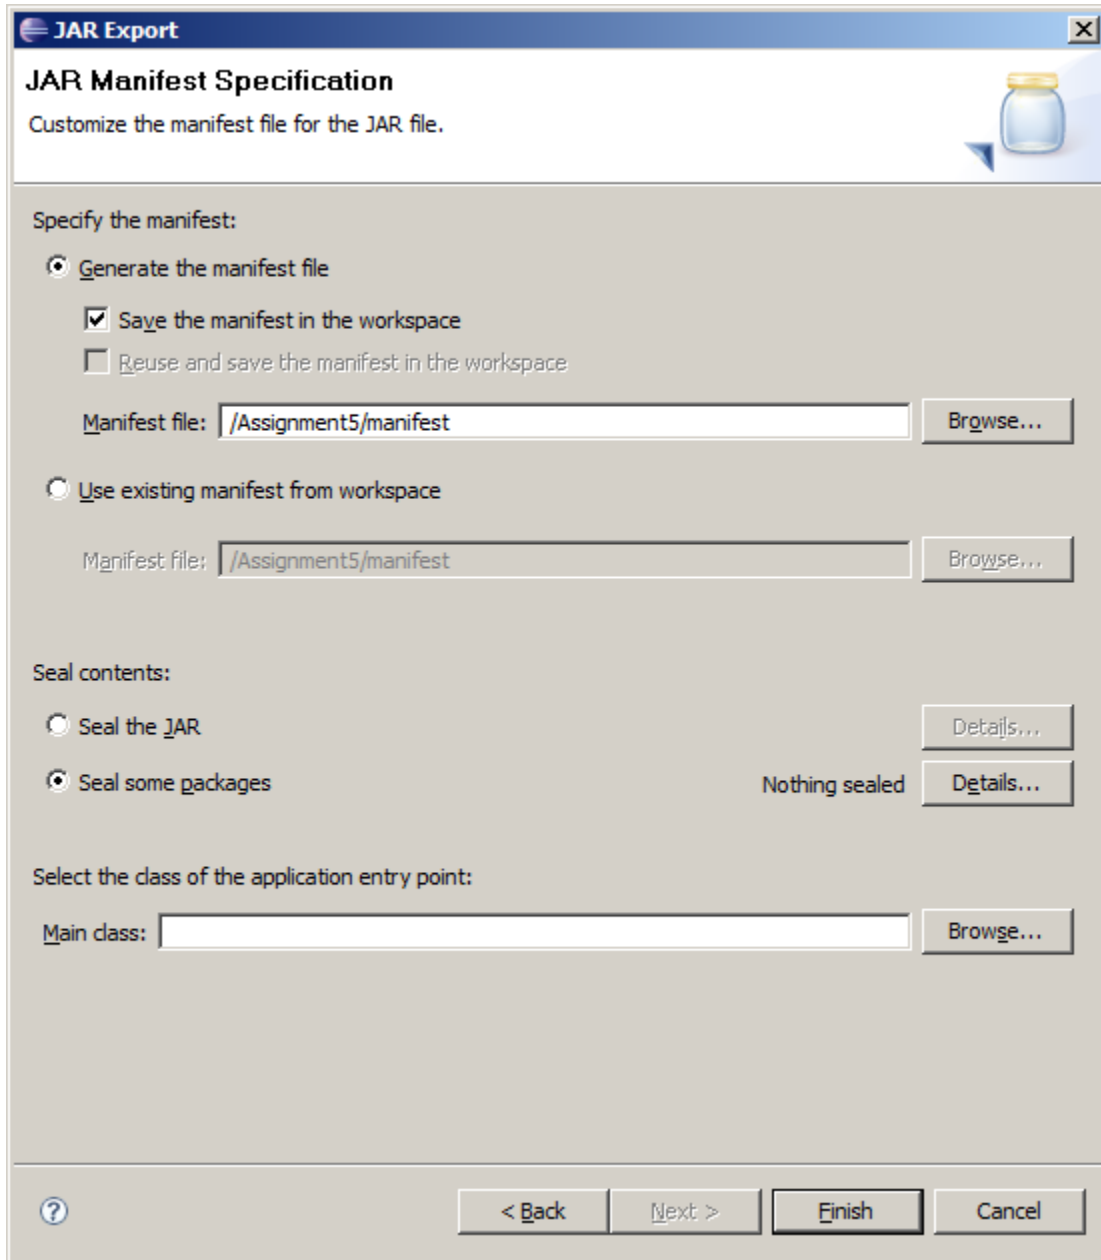 JAR Export
JAR Manifest Specification
Customize the manifest file for the JAR file.
Specify the manifest:
Generate the manifest file
Save the manifest in the workspace
Reuse and save the manifest in the workspace
Manifest file: /Assignment5/manifest Browse...
Use existing manifest from workspace
Manifest file: /Assignment5/manifest Browse...
Seal contents:
Seal the JAR Details...
Seal some packages Nothing sealed Details...
Select the class of the application entry point:
Main class: Browse...
? < Back Next > Finish Cancel